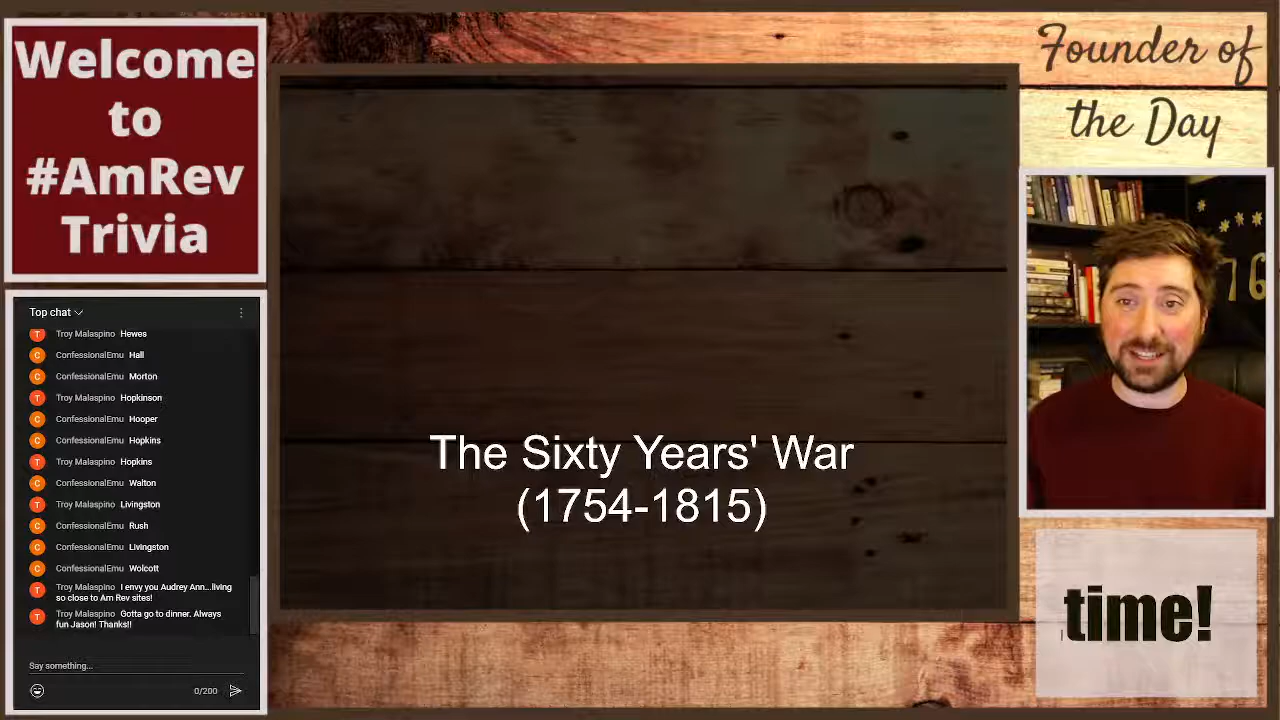 Welcome
to
#AmRev
Trivia
Top chat
Troy Malaspino Hewes
ConfessionalEmu Hall
ConfessionalEmu Morton
Troy Malaspino Hopkinson
ConfessionalEmu Hooper
ConfessionalEmu Hopkins
Troy Malaspino Hopkins
ConfessionalEmu Walton
Troy Malaspino Livingston
ConfessionalEmu Rush
ConfessionalEmu Livingston
ConfessionalEmu Wolcott
Troy Malaspino I envy you Audrey Ann...living
so close to Am Rev sites!
Troy Malaspino Gotta go to dinner. Always
fun Jason! Thanks!!
Say something...
0/200
The Sixty Years' War
(1754-1815)
Founder of
the Day
76
time!